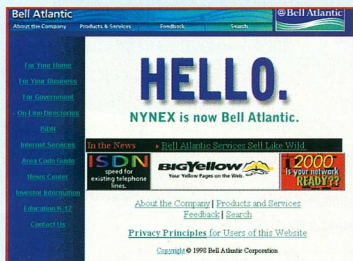 Bell Atlantic
@Bell Atlantic
About the Company Products & Services Feedback Search
For Your Home
For Your Business
For Government
On-Line Directories
ISDN
Internet Services
Area Code Guide
News Center
Investor Information
Education K-12
Contact Us
HELLO.
NYNEX is now Bell Atlantic.
In the News Bell Atlantic Services Sell Like Wild
ISDN
speed for
existing telephone
lines.
BIGYellow
Your Yellow Pages on the Web.
2000
Is your network
READY??
About the Company | Products and Services
Feedback | Search
Privacy Principles for Users of this Website
Copyright © 1998 Bell Atlantic Corporation